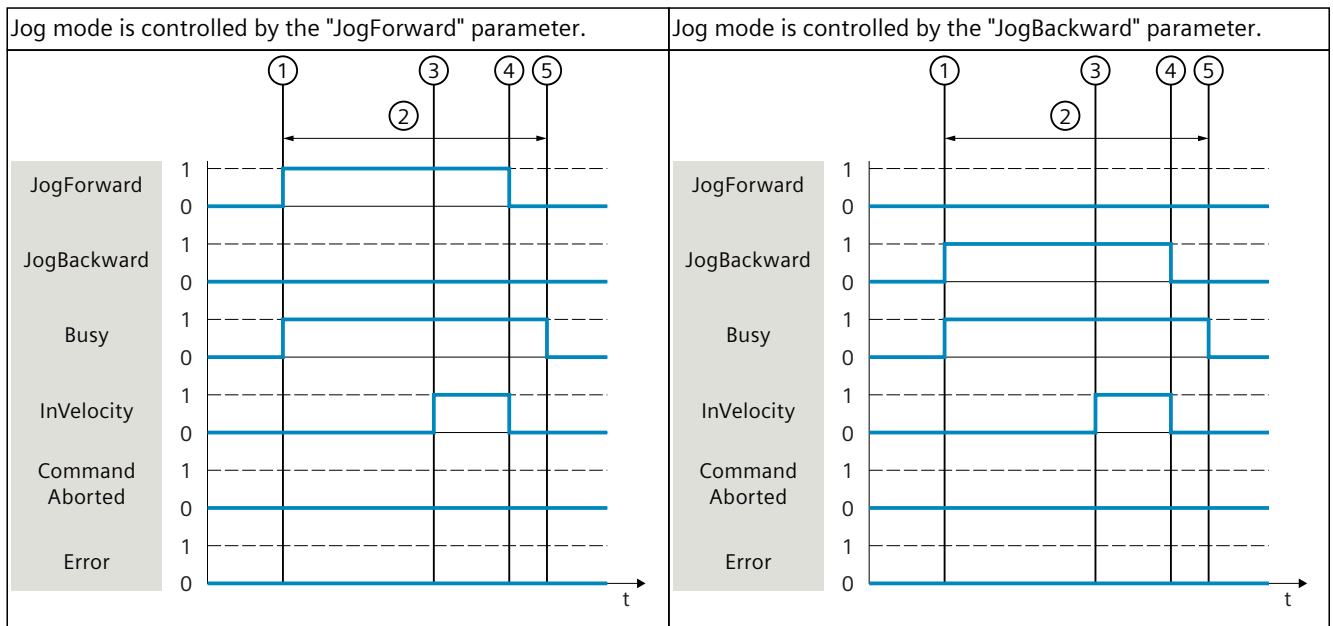 Jog mode is controlled by the "JogForward" parameter.
1
3
4
5
2
JogForward
1
0
JogBackward
1
0
Busy
1
0
InVelocity
1
0
Command
Aborted
1
0
Error
1
0
t
Jog mode is controlled by the "JogBackward" parameter.
1
3
4
5
2
JogForward
1
0
JogBackward
1
0
Busy
1
0
InVelocity
1
0
Command
Aborted
1
0
Error
1
0
t